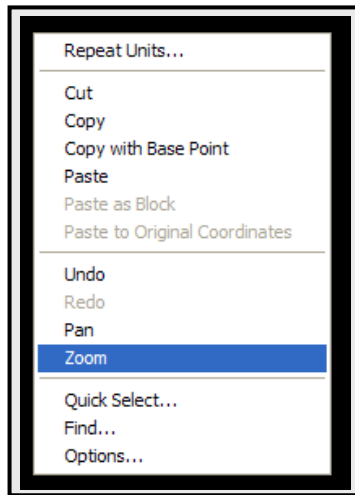 Repeat Units...
Cut
Copy
Copy with Base Point
Paste
Paste as Block
Paste to Original Coordinates
Undo
Redo
Pan
Zoom
Quick Select...
Find...
Options...